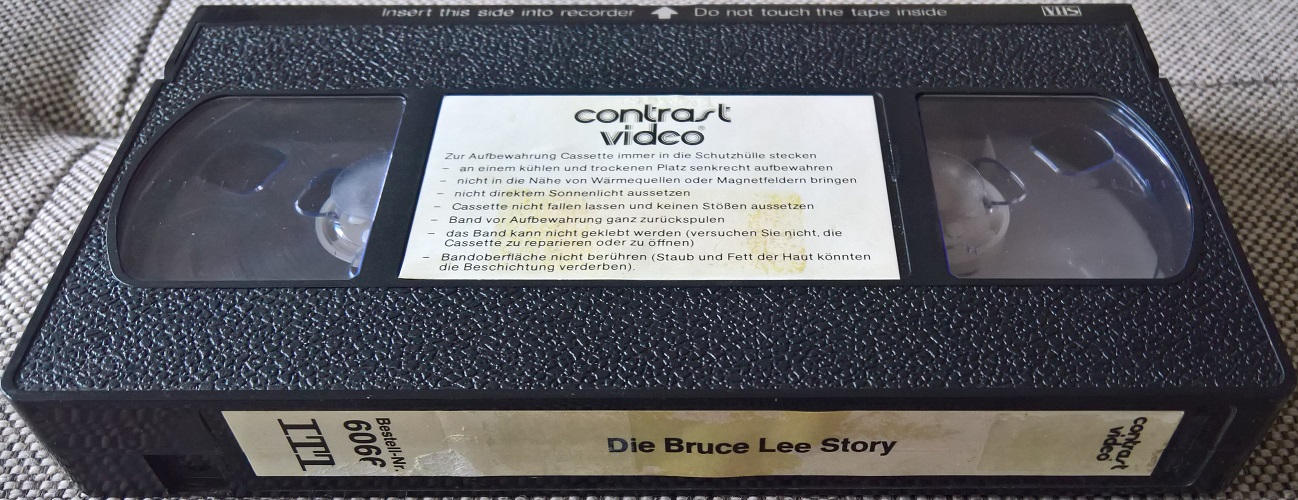 Insert this side into recorder Do not touch the tape inside VHS
contrast
video®
Zur Aufbewahrung Cassette immer in die Schutzhülle stecken
– an einem kühlen und trockenen Platz senkrecht aufbewahren
– nicht in die Nähe von Wärmequellen oder Magnetfeldern bringen
– nicht direktem Sonnenlicht aussetzen
– Cassette nicht fallen lassen und keinen Stößen aussetzen
– Band vor Aufbewahrung ganz zurückspulen
– das Band kann nicht geklebt werden (versuchen Sie nicht, die
Cassette zu reparieren oder zu öffnen)
– Bandoberfläche nicht berühren (Staub und Fett der Haut könnten
die Beschichtung verderben).
Bestell-Nr.
Die Bruce Lee Story
contrast
video